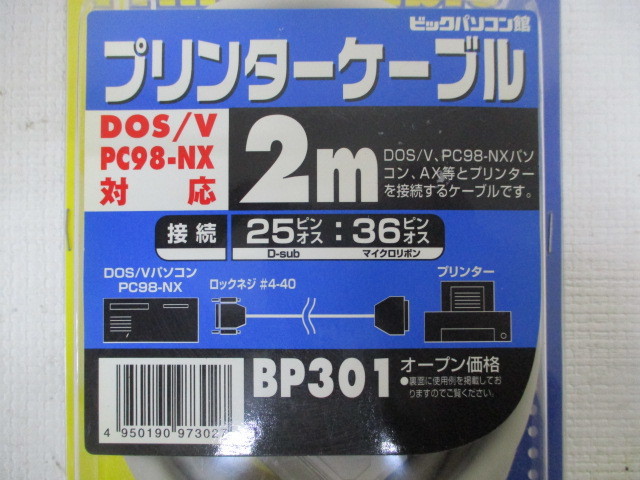 ビックパソコン館
プリンターケーブル
DOS/V
PC98-NX
対応
2m
DOS/V、PC98-NXパソ
コン、AX等とプリンター
を接続するケーブルです。
接続
25ピンオス:36ピンオス
D-sub
マイクロリボン
DOS/Vパソコン
PC98-NX
ロックネジ #4-40
プリンター
BP301
オープン価格
●裏面に使用例を掲載してお
りますのでご覧ください。
4 950190 97302